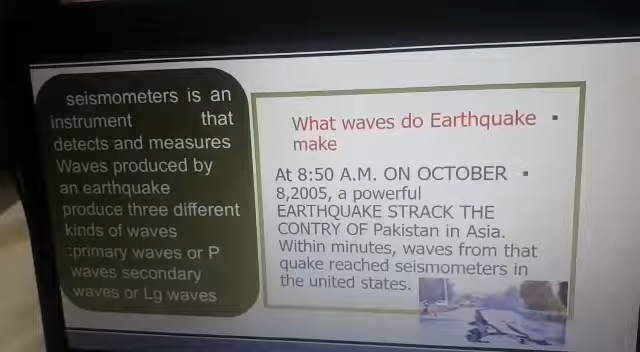 seismometers is an
instrument that
detects and measures
Waves produced by
an earthquake
produce three different
kinds of waves
:primary waves or P
waves secondary
waves or Lg waves
What waves do Earthquake ▪
make
At 8:50 A.M. ON OCTOBER ▪
8,2005, a powerful
EARTHQUAKE STRACK THE
CONTRY OF Pakistan in Asia.
Within minutes, waves from that
quake reached seismometers in
the united states.